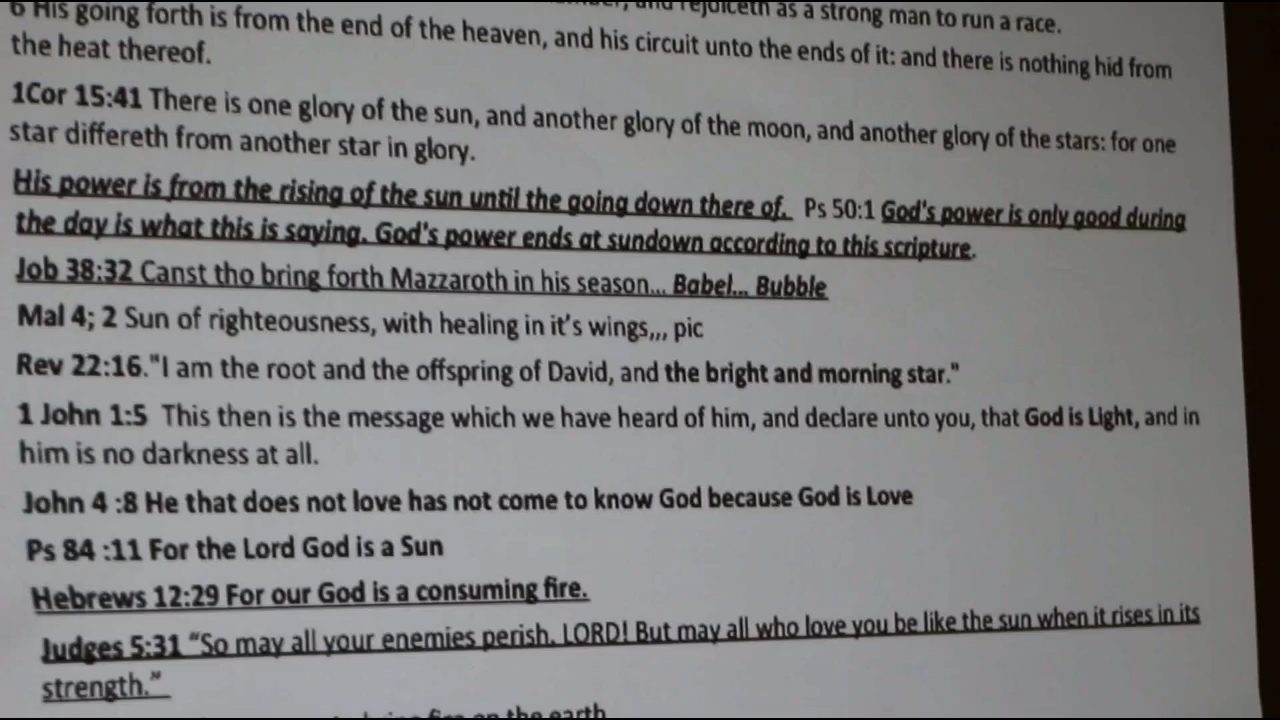 and rejoiceth as a strong man to run a race.
6 His going forth is from the end of the heaven, and his circuit unto the ends of it: and there is nothing hid from
the heat thereof.
1Cor 15:41 There is one glory of the sun, and another glory of the moon, and another glory of the stars: for one
star differeth from another star in glory.
His power is from the rising of the sun until the going down there of. Ps 50:1 God's power is only good during
the day is what this is saying. God's power ends at sundown according to this scripture.
Job 38:32 Canst tho bring forth Mazzaroth in his season... Babel... Bubble
Mal 4; 2 Sun of righteousness, with healing in it's wings,,, pic
Rev 22:16."I am the root and the offspring of David, and the bright and morning star."
1 John 1:5 This then is the message which we have heard of him, and declare unto you, that God is Light, and in
him is no darkness at all.
John 4 :8 He that does not love has not come to know God because God is Love
Ps 84 :11 For the Lord God is a Sun
Hebrews 12:29 For our God is a consuming fire.
Judges 5:31 “So may all your enemies perish, LORD! But may all who love you be like the sun when it rises in its
strength.”
fire on the earth